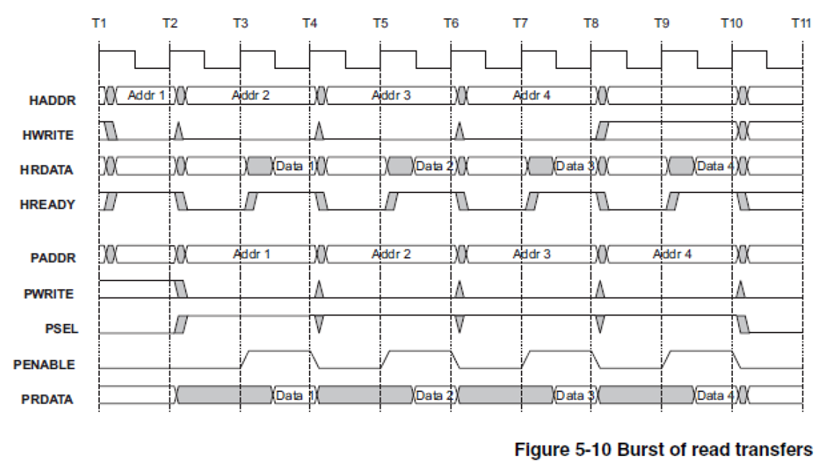 T1 T2 T3 T4 T5 T6 T7 T8 T9 T10 T11
HADDR Addr 1 Addr 2 Addr 3 Addr 4
HWRITE
HRDATA Data 1 Data 2 Data 3 Data 4
HREADY
PADDR Addr 1 Addr 2 Addr 3 Addr 4
PWRITE
PSEL
PENABLE
PRDATA Data 1 Data 2 Data 3 Data 4
Figure 5-10 Burst of read transfers